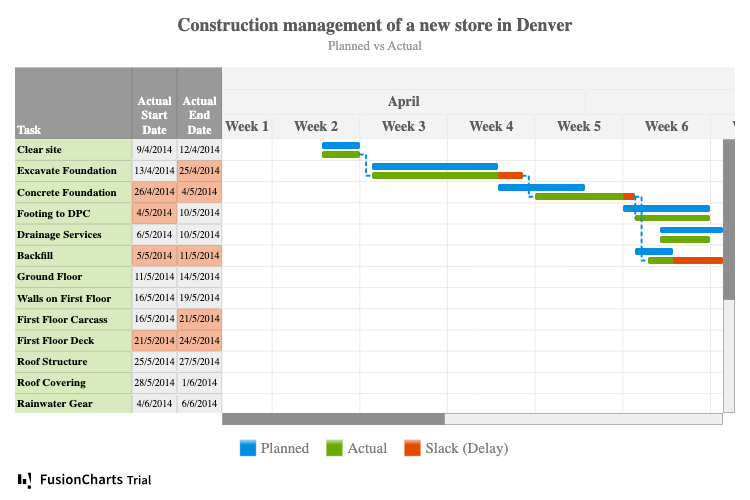 Construction management of a new store in Denver
Planned vs Actual
Task
Actual Start Date
Actual End Date
April
Week 1 Week 2 Week 3 Week 4 Week 5 Week 6
Clear site 9/4/2014 12/4/2014
Excavate Foundation 13/4/2014 25/4/2014
Concrete Foundation 26/4/2014 4/5/2014
Footing to DPC 4/5/2014 10/5/2014
Drainage Services 6/5/2014 10/5/2014
Backfill 5/5/2014 11/5/2014
Ground Floor 11/5/2014 14/5/2014
Walls on First Floor 16/5/2014 19/5/2014
First Floor Carcass 16/5/2014 21/5/2014
First Floor Deck 21/5/2014 24/5/2014
Roof Structure 25/5/2014 27/5/2014
Roof Covering 28/5/2014 1/6/2014
Rainwater Gear 4/6/2014 6/6/2014
Planned Actual Slack (Delay)
FusionCharts Trial